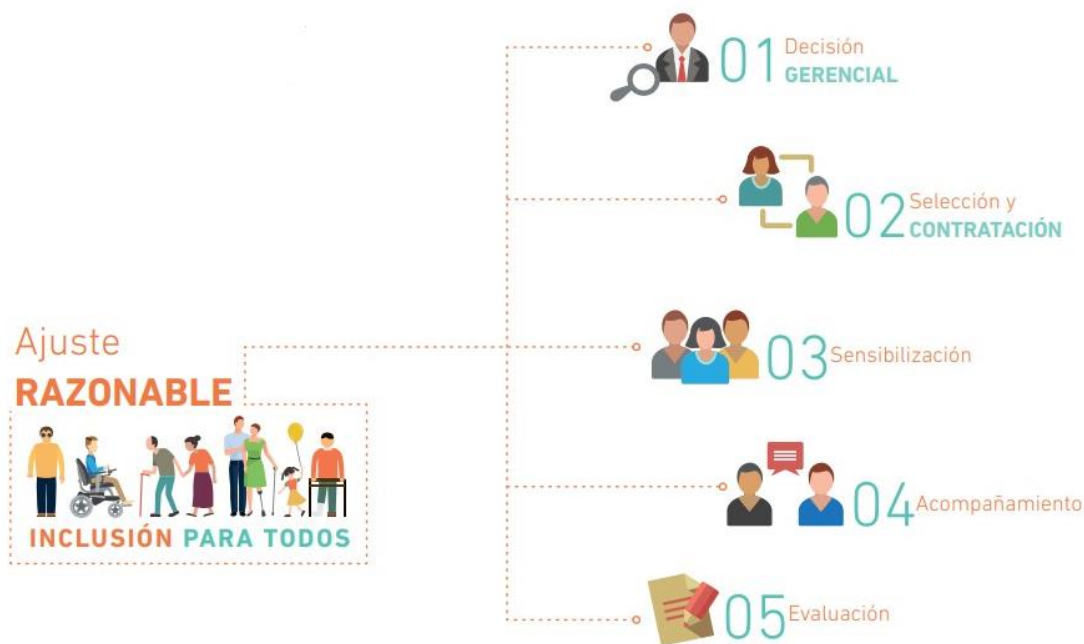 Ajuste
RAZONABLE
INCLUSIÓN PARA TODOS
01 Decisión
GERENCIAL
02 Selección y
CONTRATACIÓN
03 Sensibilización
04 Acompañamiento
05 Evaluación